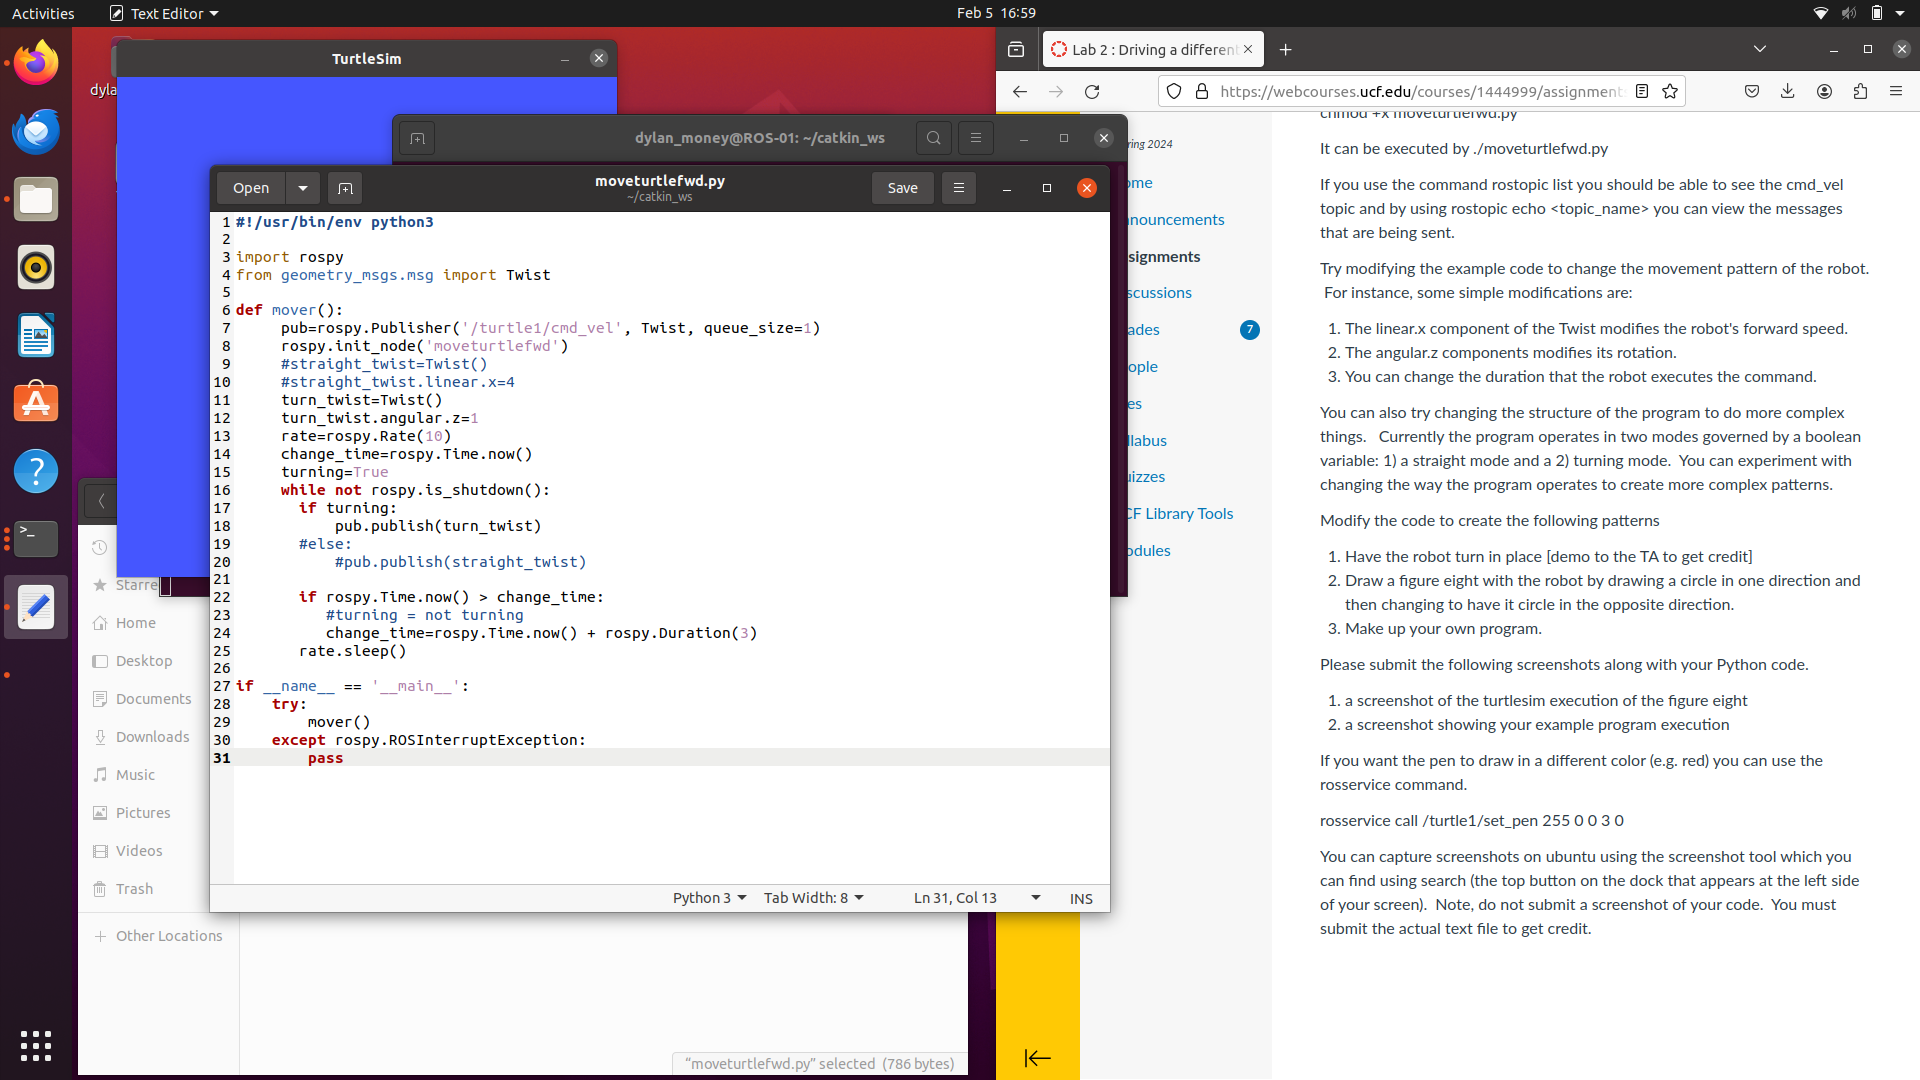 Activities
Text Editor
Feb 5 16:59
TurtleSim
Lab 2 : Driving a different
https://webcourses.ucf.edu/courses/1444999/assignment
dylan_money@ROS-01: ~/catkin_ws
Open
moveturtlefwd.py
~/catkin_ws
Save
1 #!/usr/bin/env python3
2
3 import rospy
4 from geometry_msgs.msg import Twist
5
6 def mover():
7 pub=rospy.Publisher('/turtle1/cmd_vel', Twist, queue_size=1)
8 rospy.init_node('moveturtlefwd')
9 #straight_twist=Twist()
10 #straight_twist.linear.x=4
11 turn_twist=Twist()
12 turn_twist.angular.z=1
13 rate=rospy.Rate(10)
14 change_time=rospy.Time.now()
15 turning=True
16 while not rospy.is_shutdown():
17 if turning:
18 pub.publish(turn_twist)
19 #else:
20 #pub.publish(straight_twist)
21
22 if rospy.Time.now() > change_time:
23 #turning = not turning
24 change_time=rospy.Time.now() + rospy.Duration(3)
25 rate.sleep()
26
27 if __name__ == '__main__':
28 try:
29 mover()
30 except rospy.ROSInterruptException:
31 pass
Python 3
Tab Width: 8
Ln 31, Col 13
INS
dyla
Starre
Home
Desktop
Documents
Downloads
Music
Pictures
Videos
Trash
Other Locations
"moveturtlefwd.py" selected (786 bytes)
ring 2024
ome
nouncements
signments
scussions
ades
7
ople
es
llabus
uizzes
CF Library Tools
odules
chmod +x moveturtlefwd.py
It can be executed by ./moveturtlefwd.py
If you use the command rostopic list you should be able to see the cmd_vel
topic and by using rostopic echo <topic_name> you can view the messages
that are being sent.
Try modifying the example code to change the movement pattern of the robot.
For instance, some simple modifications are:
1. The linear.x component of the Twist modifies the robot's forward speed.
2. The angular.z components modifies its rotation.
3. You can change the duration that the robot executes the command.
You can also try changing the structure of the program to do more complex
things. Currently the program operates in two modes governed by a boolean
variable: 1) a straight mode and a 2) turning mode. You can experiment with
changing the way the program operates to create more complex patterns.
Modify the code to create the following patterns
1. Have the robot turn in place [demo to the TA to get credit]
2. Draw a figure eight with the robot by drawing a circle in one direction and
then changing to have it circle in the opposite direction.
3. Make up your own program.
Please submit the following screenshots along with your Python code.
1. a screenshot of the turtlesim execution of the figure eight
2. a screenshot showing your example program execution
If you want the pen to draw in a different color (e.g. red) you can use the
rosservice command.
rosservice call /turtle1/set_pen 255 0 0 3 0
You can capture screenshots on ubuntu using the screenshot tool which you
can find using search (the top button on the dock that appears at the left side
of your screen). Note, do not submit a screenshot of your code. You must
submit the actual text file to get credit.